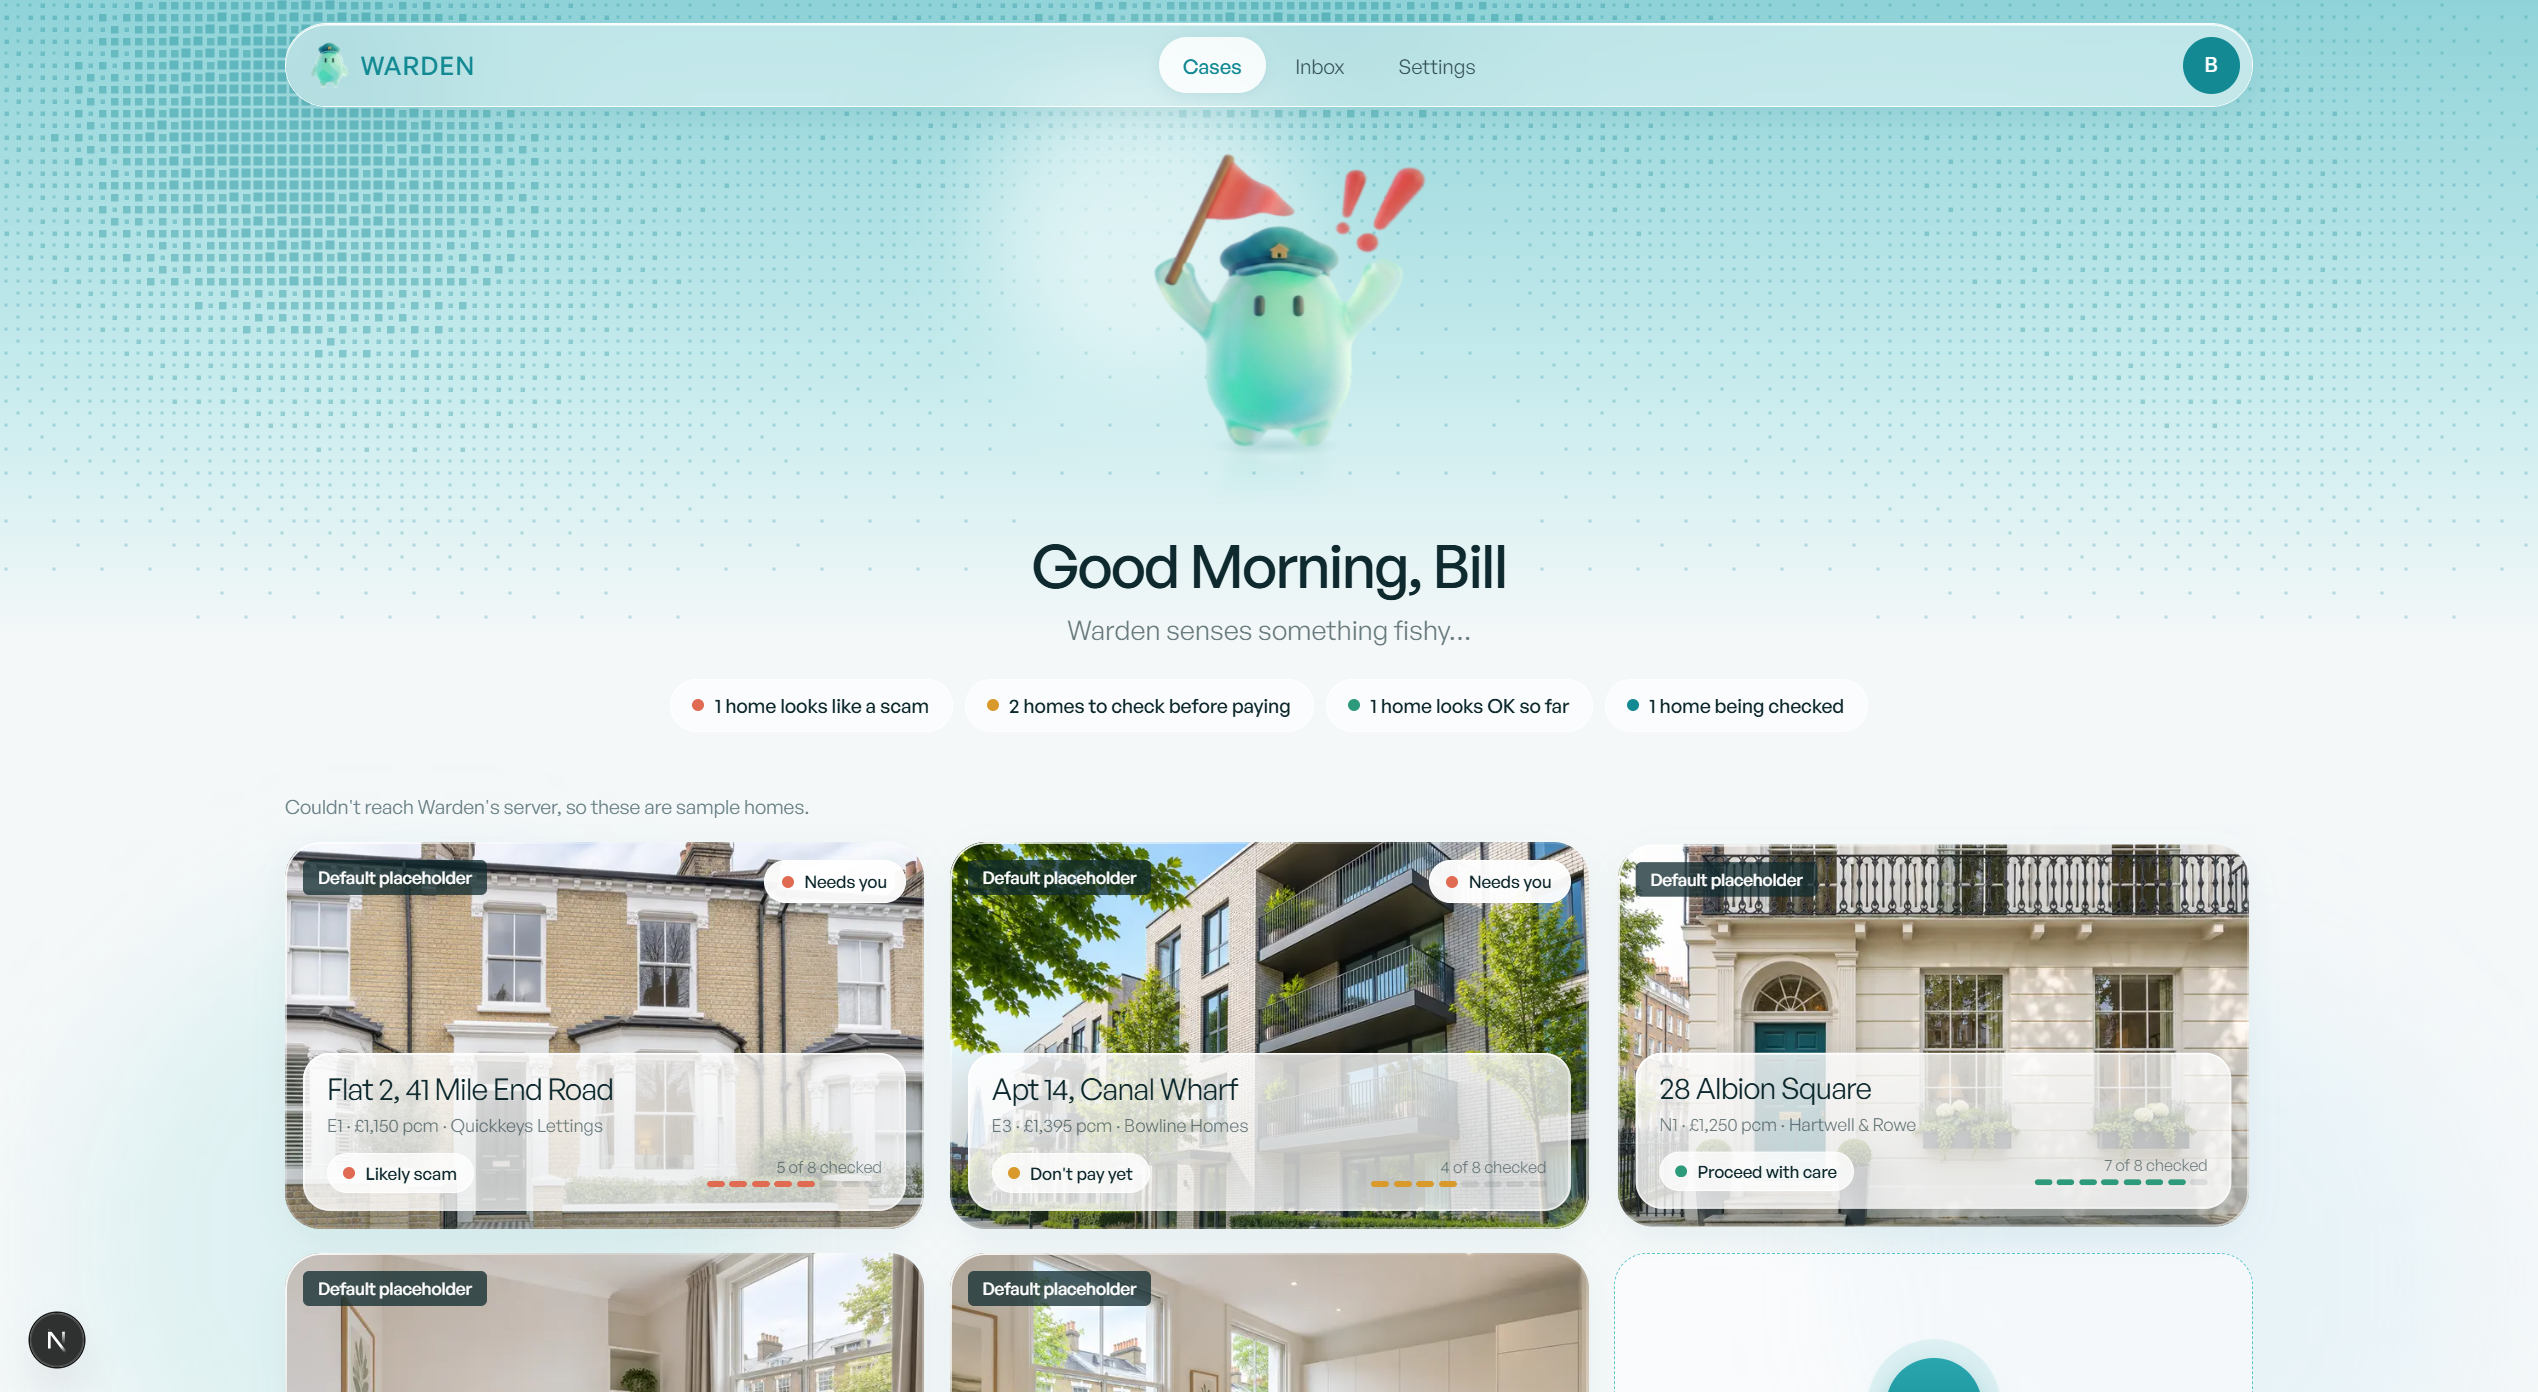 WARDEN
Cases
Inbox
Settings
B
Good Morning, Bill
Warden senses something fishy...
1 home looks like a scam
2 homes to check before paying
1 home looks OK so far
1 home being checked
Couldn't reach Warden's server, so these are sample homes.
Default placeholder
Needs you
Flat 2, 41 Mile End Road
E1 · £1,150 pcm · Quickkeys Lettings
Likely scam
5 of 8 checked
Default placeholder
Needs you
Apt 14, Canal Wharf
E3 · £1,395 pcm · Bowline Homes
Don't pay yet
4 of 8 checked
Default placeholder
28 Albion Square
N1 · £1,250 pcm · Hartwell & Rowe
Proceed with care
7 of 8 checked
Default placeholder
Default placeholder
N